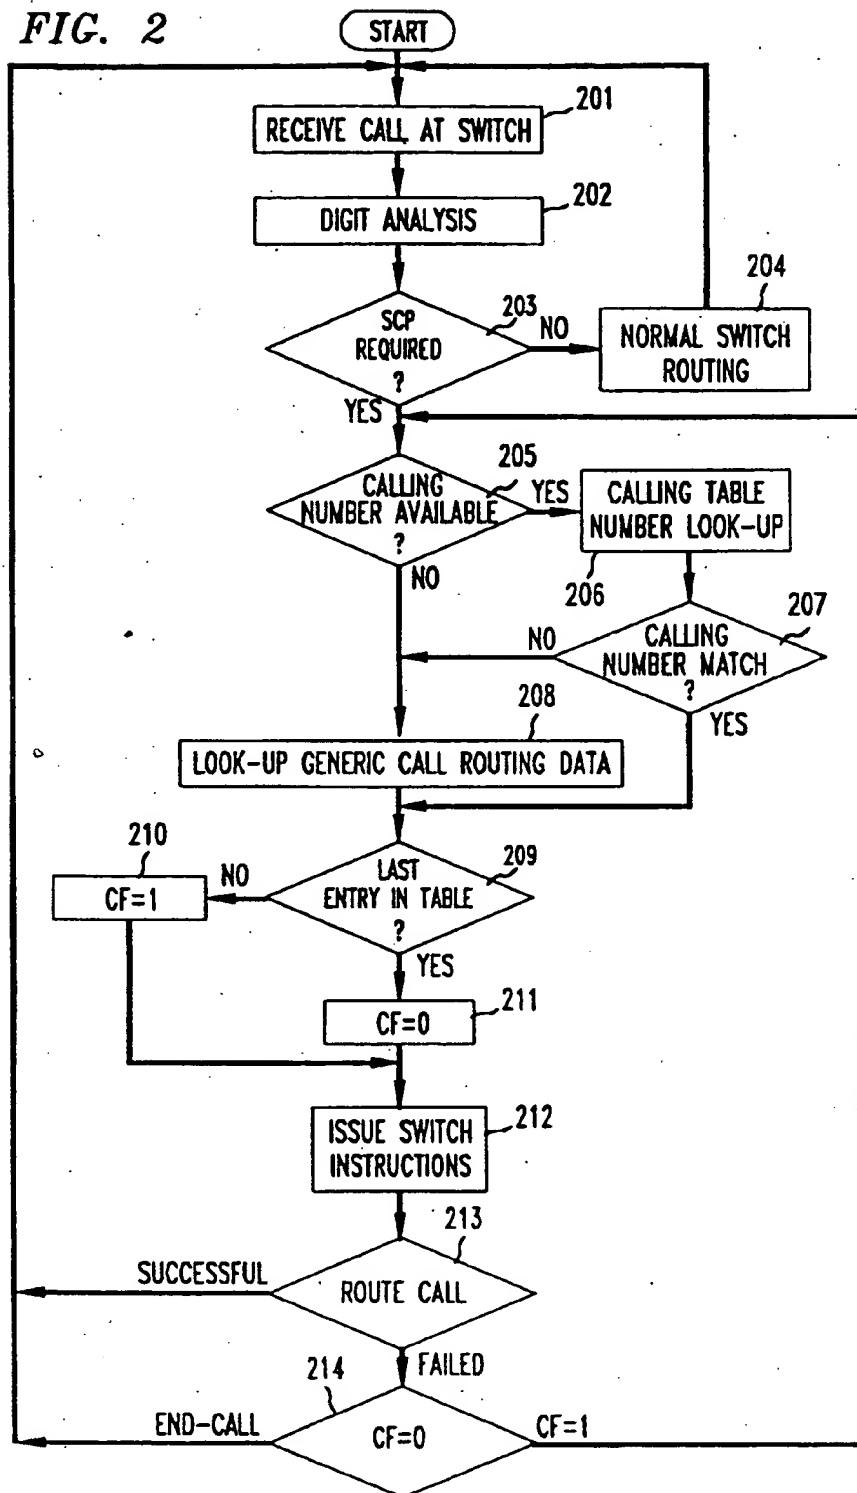 FIG. 2
START
201
RECEIVE CALL AT SWITCH
202
DIGIT ANALYSIS
203
SCP
REQUIRED
?
NO
204
NORMAL SWITCH
ROUTING
YES
205
CALLING
NUMBER AVAILABLE
?
YES
CALLING TABLE
NUMBER LOOK-UP
206
NO
207
CALLING
NUMBER MATCH
?
NO
YES
208
LOOK-UP GENERIC CALL ROUTING DATA
209
LAST
ENTRY IN TABLE
?
NO
210
CF=1
YES
211
CF=0
212
ISSUE SWITCH
INSTRUCTIONS
213
ROUTE CALL
SUCCESSFUL
FAILED
214
CF=0
END-CALL
CF=1